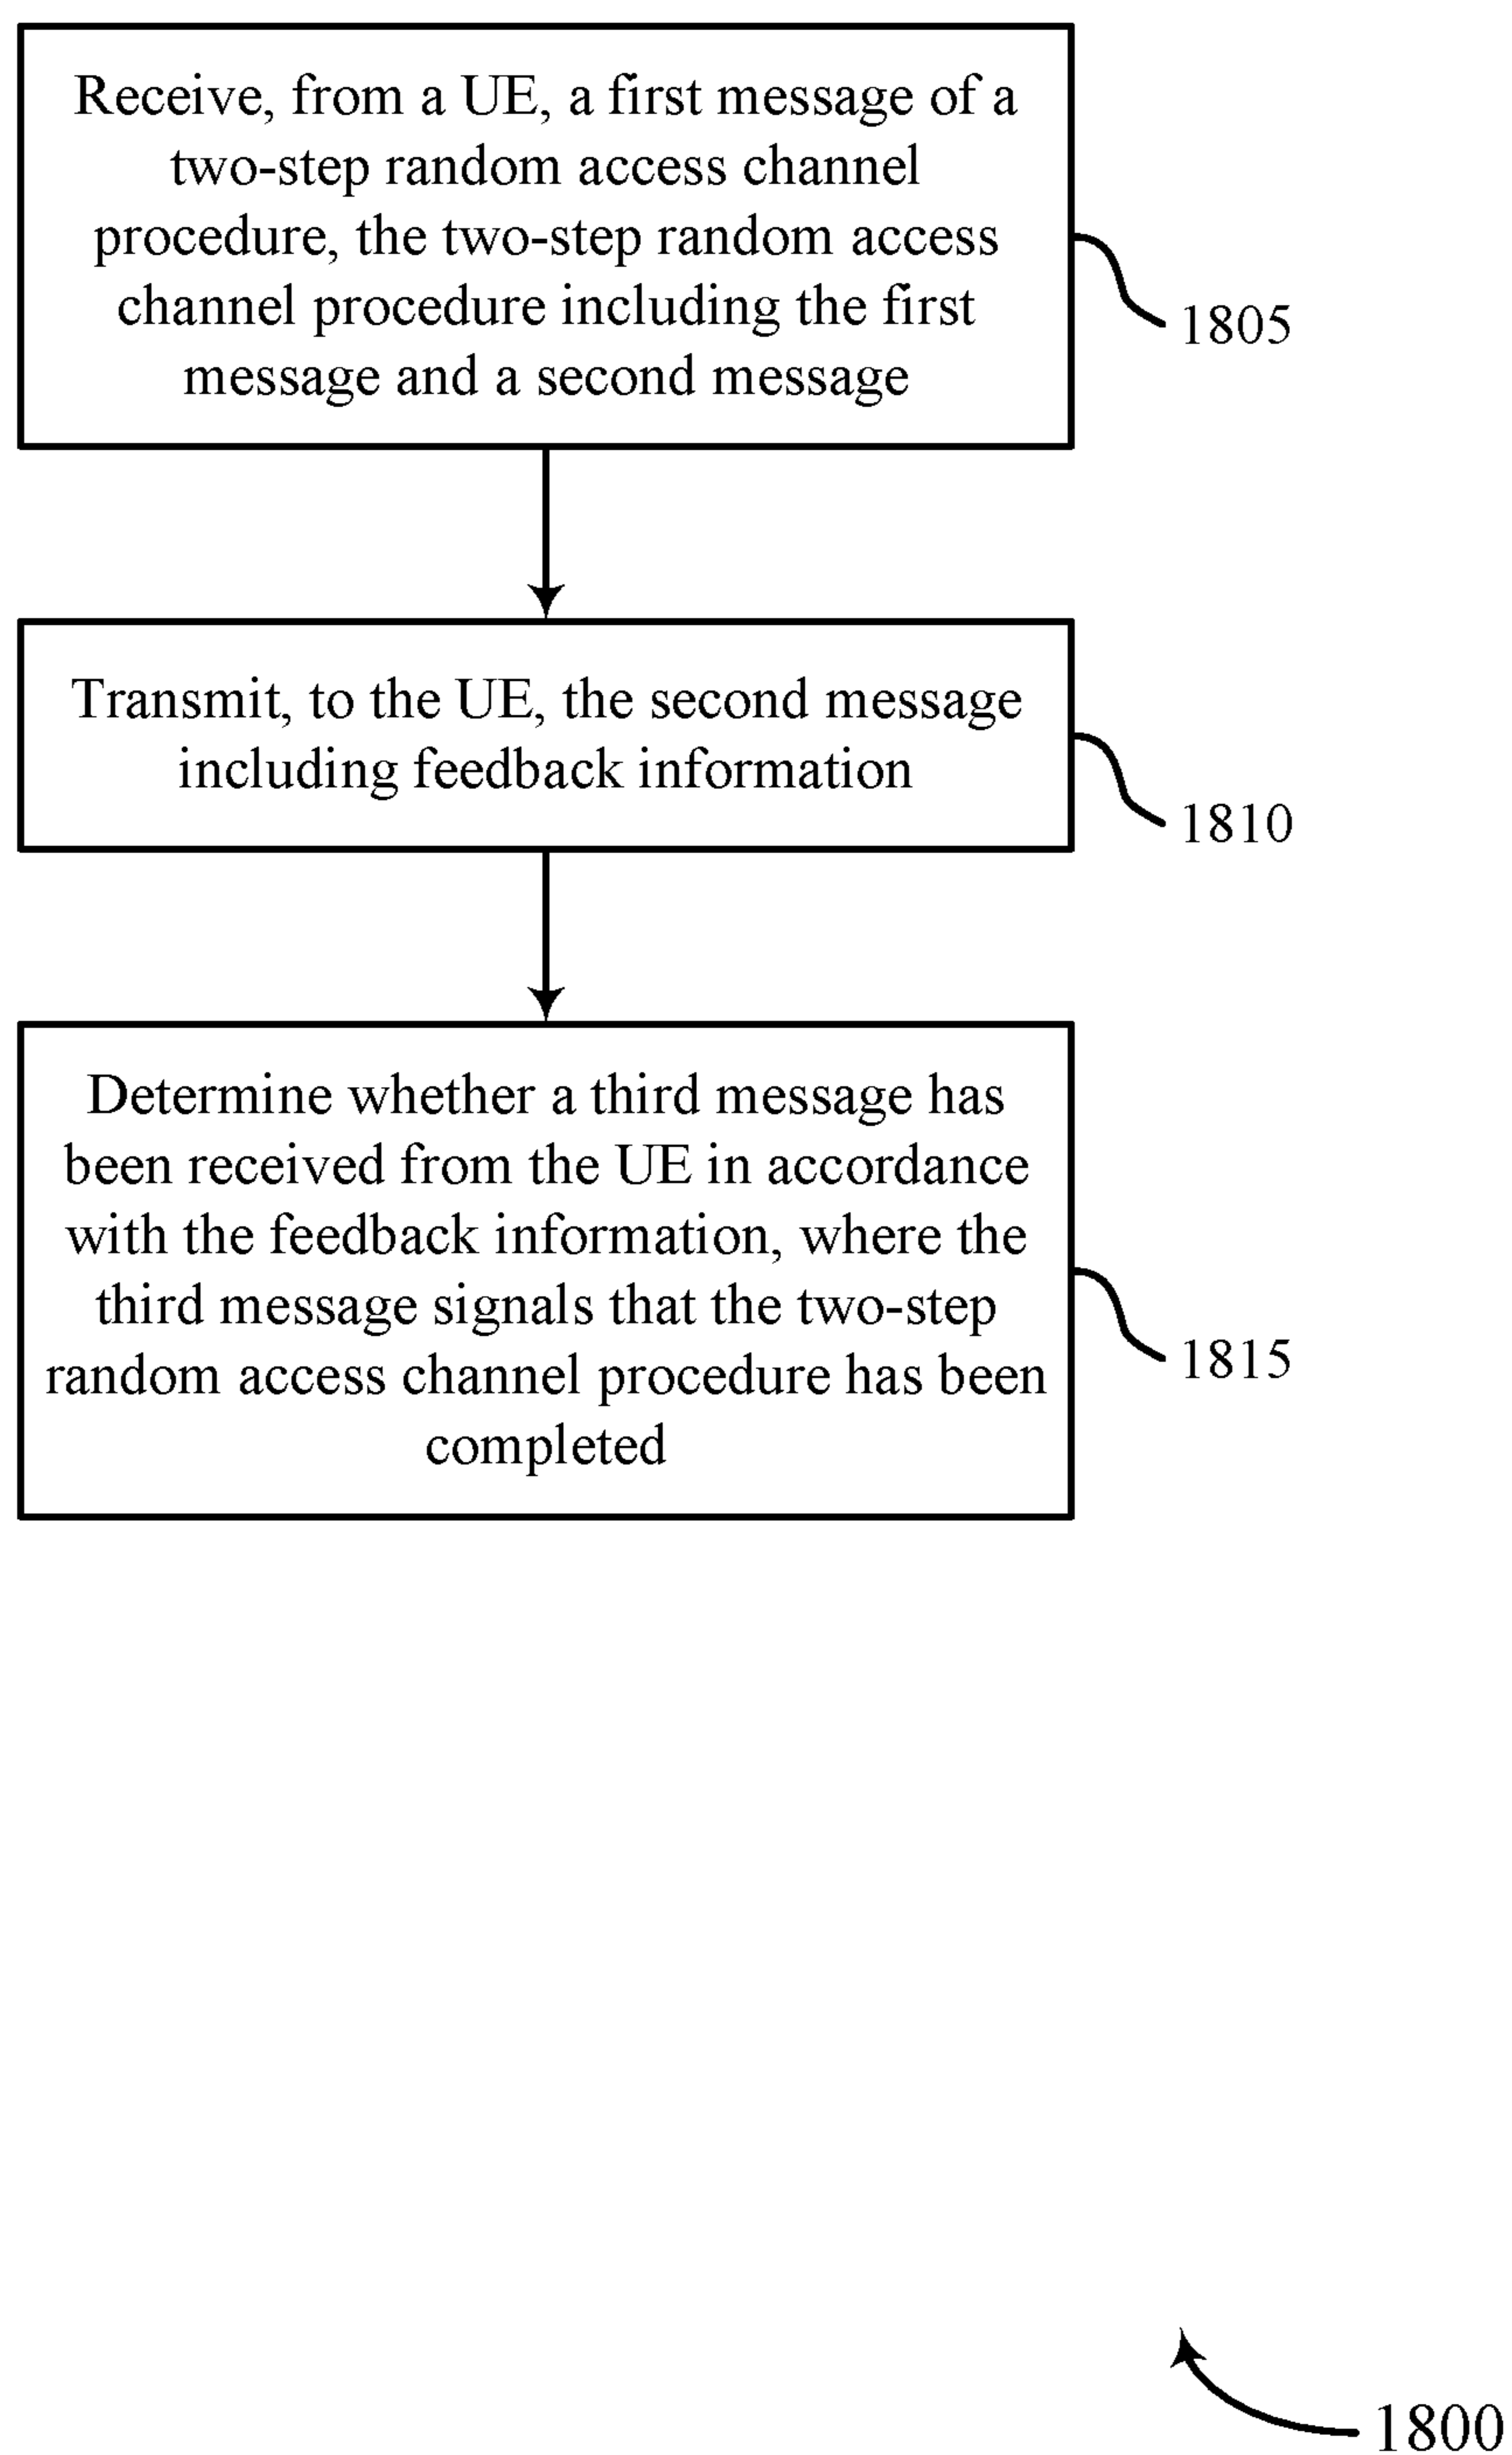 Receive, from a UE, a first message of a
two-step random access channel
procedure, the two-step random access
channel procedure including the first
message and a second message
1805
Transmit, to the UE, the second message
including feedback information
1810
Determine whether a third message has
been received from the UE in accordance
with the feedback information, where the
third message signals that the two-step
random access channel procedure has been
completed
1815
1800